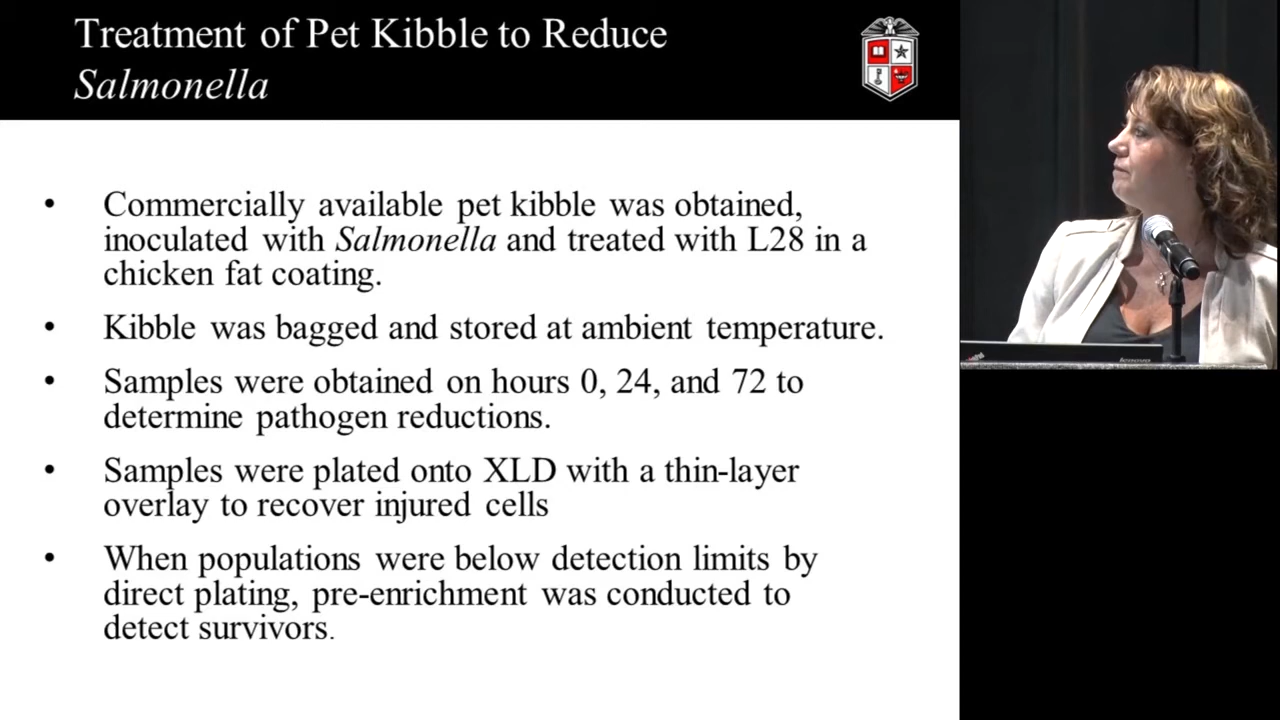 Treatment of Pet Kibble to Reduce
Salmonella
• Commercially available pet kibble was obtained,
inoculated with Salmonella and treated with L28 in a
chicken fat coating.
• Kibble was bagged and stored at ambient temperature.
• Samples were obtained on hours 0, 24, and 72 to
determine pathogen reductions.
• Samples were plated onto XLD with a thin-layer
overlay to recover injured cells
• When populations were below detection limits by
direct plating, pre-enrichment was conducted to
detect survivors.